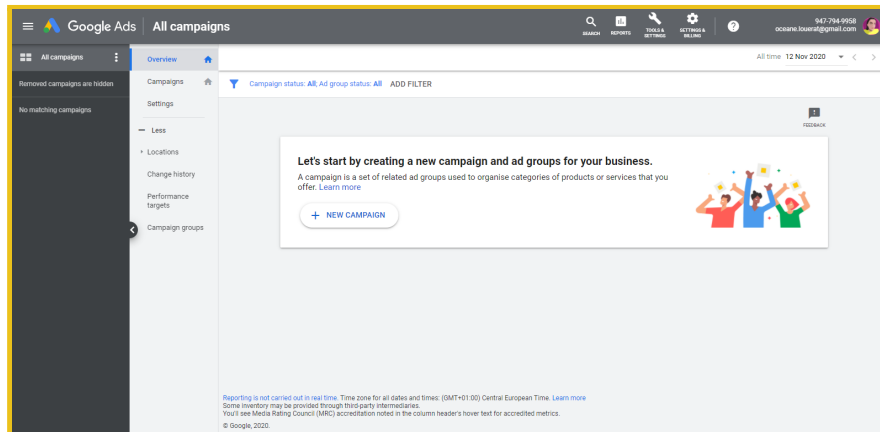 Google Ads
All campaigns
SEARCH
REPORTS
TOOLS &
SETTINGS
SETTINGS &
BILLING
?
947-794-9958
oceane.louerat@gmail.com
All campaigns
Removed campaigns are hidden
No matching campaigns
Overview
Campaigns
Settings
Less
Locations
Change history
Performance
targets
Campaign groups
All time 12 Nov 2020
Campaign status: All; Ad group status: All ADD FILTER
FEEDBACK
Let's start by creating a new campaign and ad groups for your business.
A campaign is a set of related ad groups used to organise categories of products or services that you
offer. Learn more
+ NEW CAMPAIGN
Reporting is not carried out in real time. Time zone for all dates and times: (GMT+01:00) Central European Time. Learn more
Some inventory may be provided through third-party intermediaries.
You'll see Media Rating Council (MRC) accreditation noted in the column header's hover text for accredited metrics.
© Google, 2020.